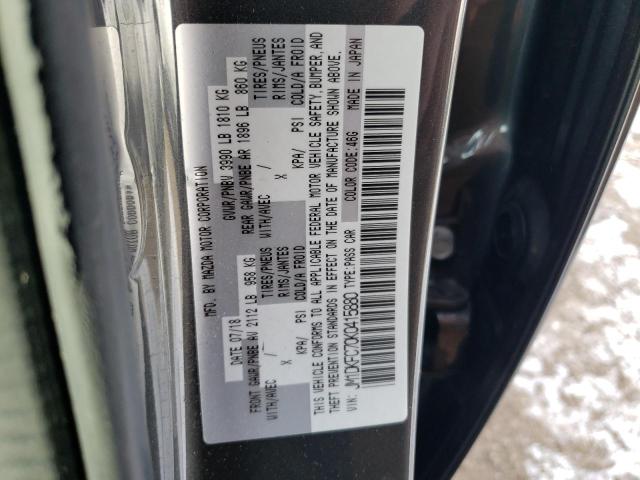 MFD. BY MAZDA MOTOR CORPORATION
DATE 07/18 GVWR/PNBV 3990 LB 1810 KG
FRONT GAWR/PNBE AV 2112 LB 958 KG REAR GAWR/PNBE AR 1896 LB 860 KG
WITH/AVEC / TIRES/PNEUS WITH/AVEC / TIRES/PNEUS
X RIMS/JANTES X RIMS/JANTES
KPA/ PSI COLD/A FROID KPA/ PSI COLD/A FROID
THIS VEHICLE CONFORMS TO ALL APPLICABLE FEDERAL MOTOR VEHICLE SAFETY, BUMPER, AND
THEFT PREVENTION STANDARDS IN EFFECT ON THE DATE OF MANUFACTURE SHOWN ABOVE.
VIN: JM1DKFC70K0415880 TYPE:PASS CAR COLOR CODE:46G MADE IN JAPAN